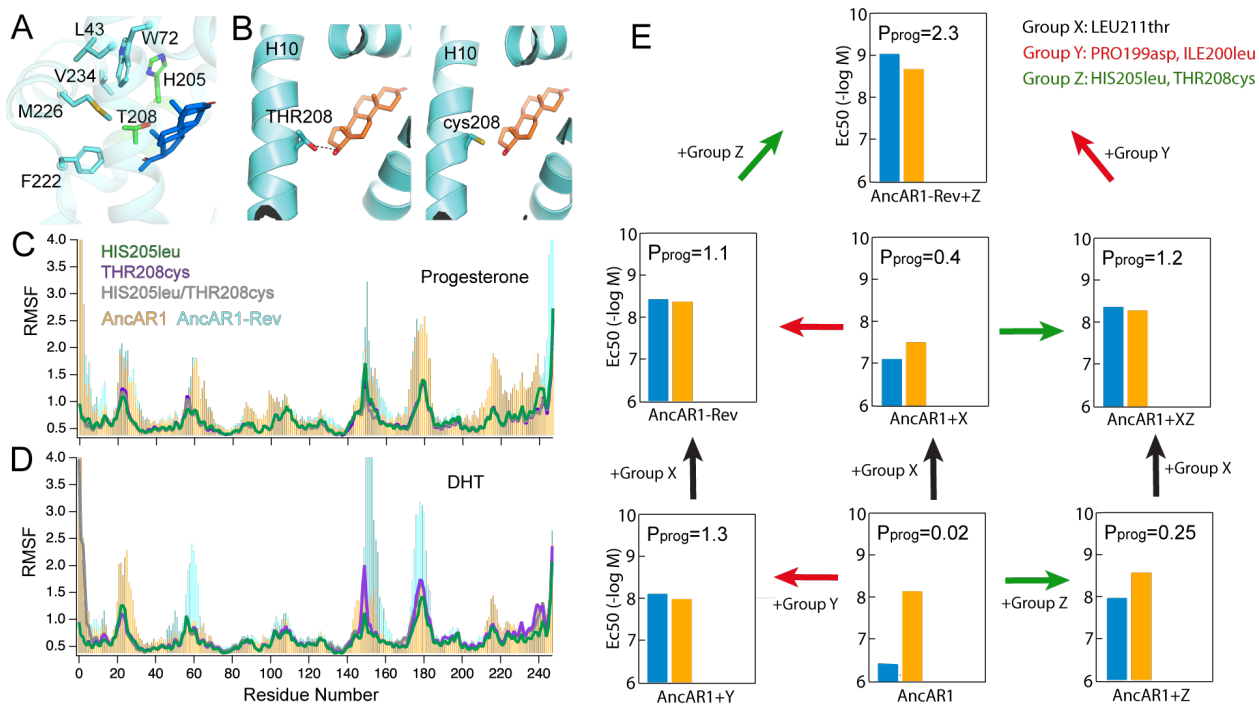 A
L43
W72
V234
H205
M226
T208
F222
B
H10
THR208
H10
cys208
C
4.0
3.5
3.0
2.5
2.0
1.5
1.0
0.5
RMSF
HIS205leu
THR208cys
HIS205leu/THR208cys
AncAR1 AncAR1-Rev
Progesterone
D
4.0
3.5
3.0
2.5
2.0
1.5
1.0
0.5
RMSF
DHT
0 20 40 60 80 100 120 140 160 180 200 220 240
Residue Number
E
Group X: LEU211thr
Group Y: PRO199asp, ILE200leu
Group Z: HIS205leu, THR208cys
Ec50 (-log M)
10
9
8
7
6
Pprog=2.3
AncAR1-Rev+Z
+Group Z
+Group Y
Ec50 (-log M)
10
9
8
7
6
Pprog=1.1
AncAR1-Rev
10
9
8
7
6
Pprog=0.4
AncAR1+X
10
9
8
7
6
Pprog=1.2
AncAR1+XZ
+Group X
+Group X
+Group X
Ec50 (-log M)
10
9
8
7
6
Pprog=1.3
AncAR1+Y
+Group Y
10
9
8
7
6
Pprog=0.02
AncAR1
+Group Z
10
9
8
7
6
Pprog=0.25
AncAR1+Z